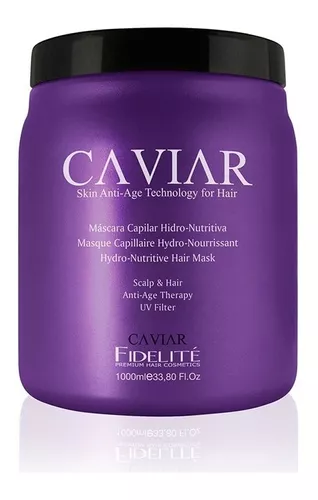 CAVIAR
Skin Anti-Age Technology for Hair
Máscara Capilar Hidro-Nutritiva
Masque Capillaire Hydro-Nourrissant
Hydro-Nutritive Hair Mask
Scalp & Hair
Anti-Age Therapy
UV Filter
CAVIAR
FIDELITÉ
PREMIUM HAIR COSMETICS
1000ml℮33,80 Fl.Oz